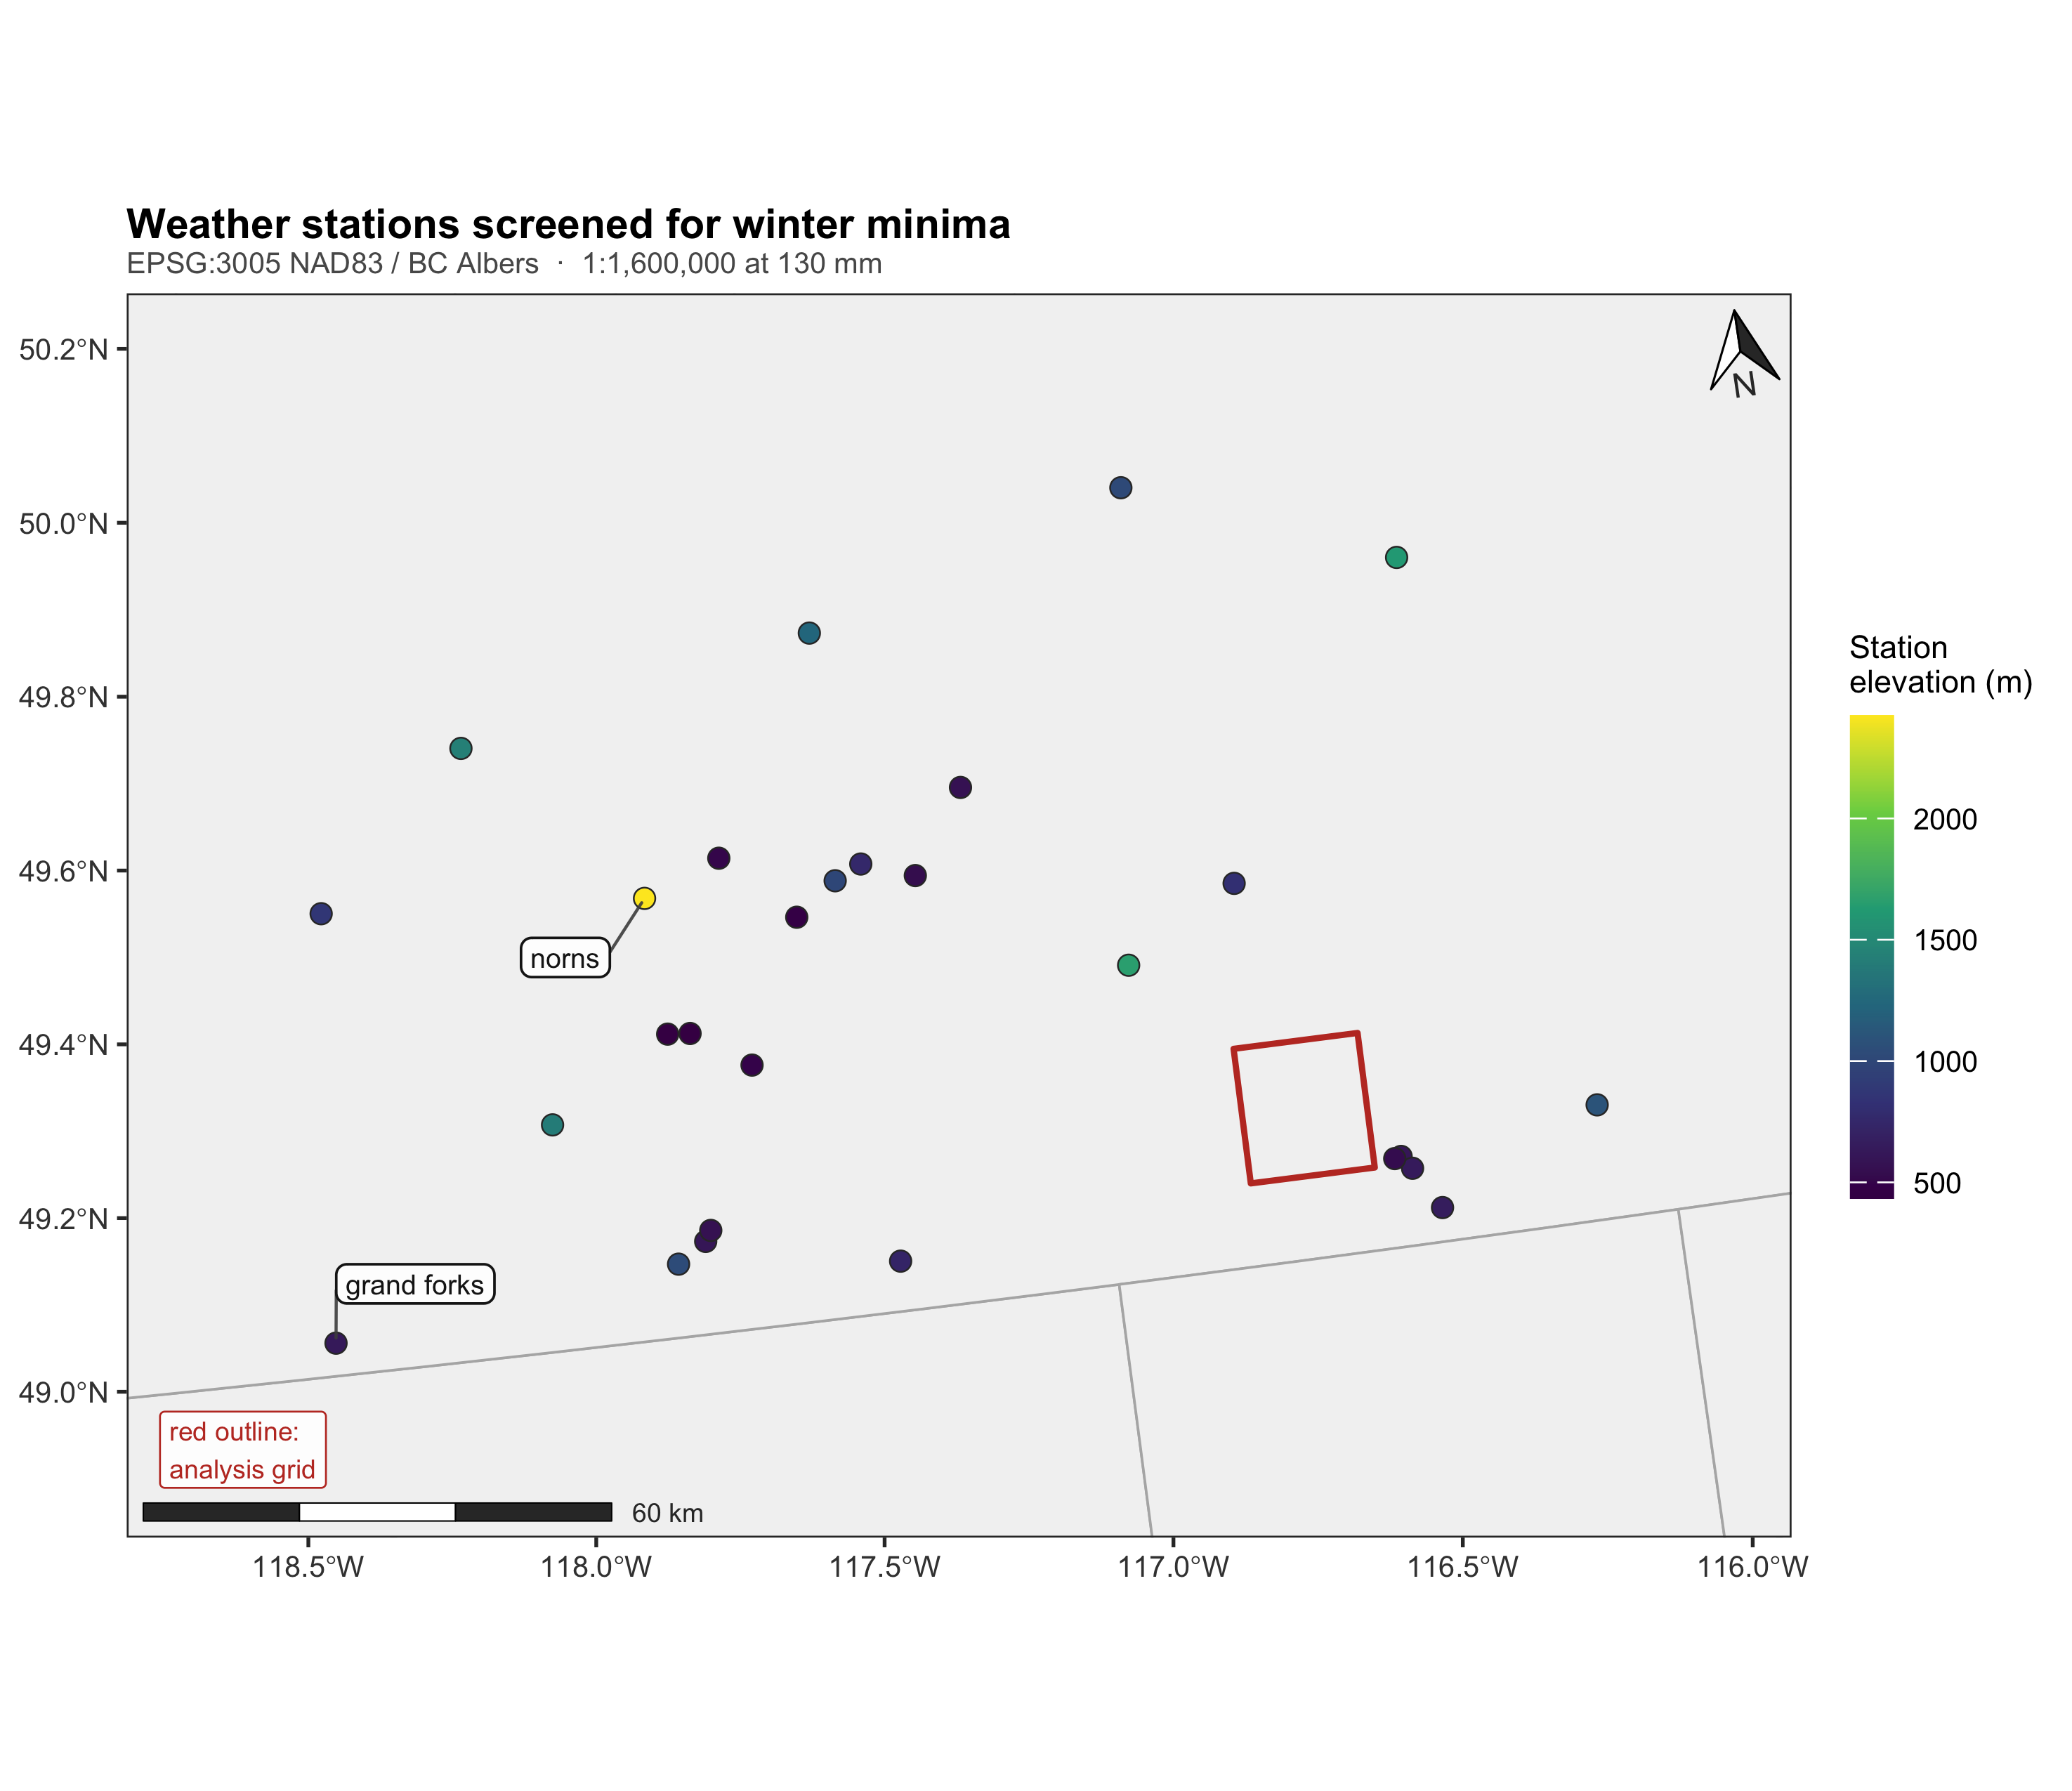 Weather stations screened for winter minima
EPSG:3005 NAD83 / BC Albers · 1:1,600,000 at 130 mm
50.2°N
50.0°N
49.8°N
49.6°N
49.4°N
49.2°N
49.0°N
N
norns
grand forks
red outline:
analysis grid
60 km
118.5°W
118.0°W
117.5°W
117.0°W
116.5°W
116.0°W
Station
elevation (m)
2000
1500
1000
500